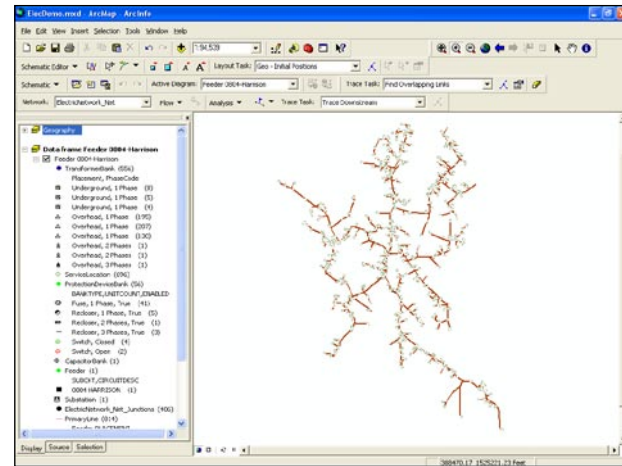 ElecDemo.mxd - ArcMap - ArcInfo
File Edit View Insert Selection Tools Window Help
1:94,539
Schematic Editor Layout Task: Geo - Initial Positions
Schematic Active Diagram: Feeder 0004-Harrison Trace Task: Find Overlapping Links
Network: ElectricNetwork_Net Flow Analysis Trace Task: Trace Downstream
Geography
Data frame Feeder 0004-Harrison
Feeder 0004-Harrison
TransformerBank (556)
Placement, PhaseCode
Underground, 1 Phase (8)
Underground, 1 Phase (5)
Underground, 1 Phase (4)
Overhead, 1 Phase (195)
Overhead, 1 Phase (207)
Overhead, 1 Phase (130)
Overhead, 2 Phases (1)
Overhead, 2 Phases (1)
Overhead, 3 Phases (1)
ServiceLocation (696)
ProtectionDeviceBank (56)
BANKTYPE,UNITCOUNT,ENABLED
Fuse, 1 Phase, True (41)
Recloser, 1 Phase, True (5)
Recloser, 2 Phases, True (1)
Recloser, 3 Phases, True (3)
Switch, Closed (4)
Switch, Open (2)
CapacitorBank (1)
Feeder (1)
SUBCKT,CIRCUITDESC
0004 HARRISON (1)
Substation (1)
ElectricNetwork_Net_Junctions (406)
PrimaryLine (814)
Display Source Selection
388470.17 1525221.23 Feet